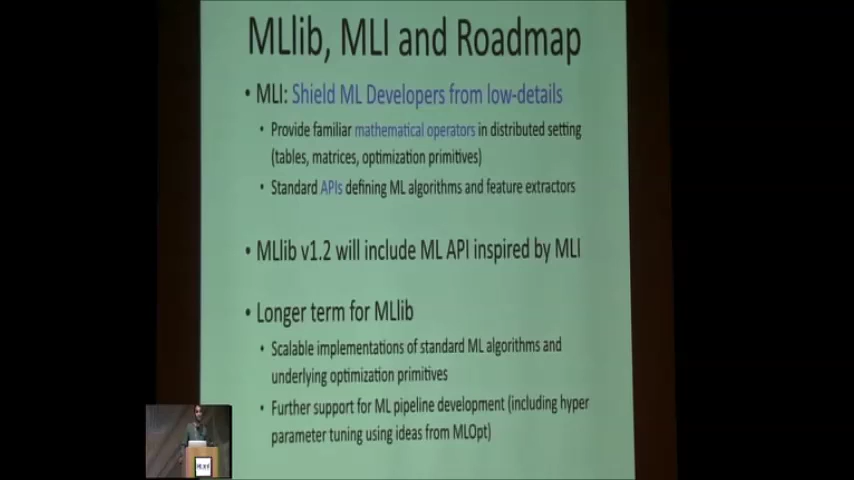 MLlib, MLI and Roadmap
• MLI: Shield ML Developers from low-details
• Provide familiar mathematical operators in distributed setting
(tables, matrices, optimization primitives)
• Standard APIs defining ML algorithms and feature extractors
• MLlib v1.2 will include ML API inspired by MLI
• Longer term for MLlib
• Scalable implementations of standard ML algorithms and
underlying optimization primitives
• Further support for ML pipeline development (including hyper
parameter tuning using ideas from MLOpt)